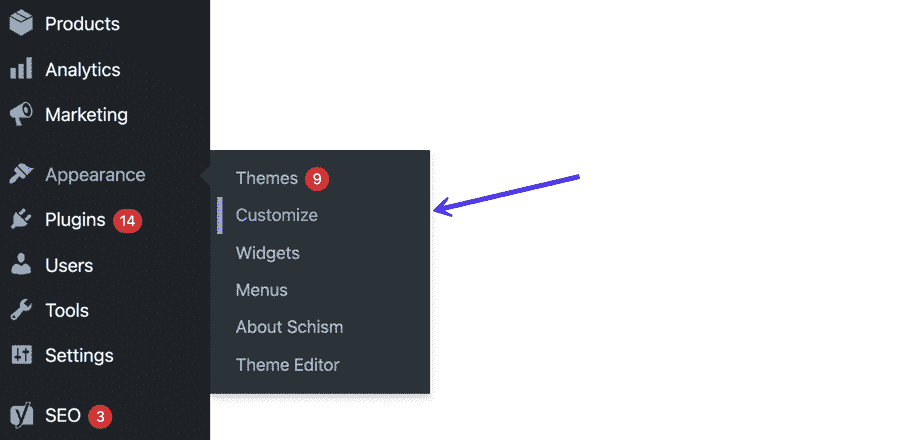 Products
Analytics
Marketing
Appearance
Plugins 14
Users
Tools
Settings
SEO 3
Themes 9
Customize
Widgets
Menus
About Schism
Theme Editor